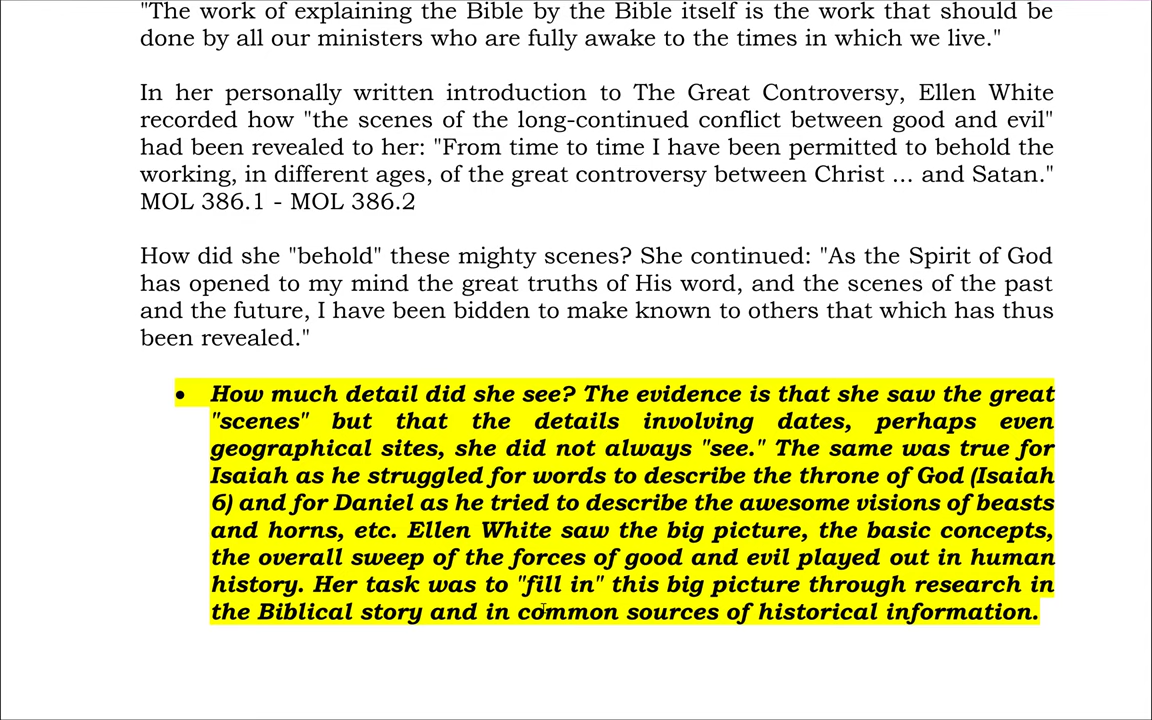 "The work of explaining the Bible by the Bible itself is the work that should be
done by all our ministers who are fully awake to the times in which we live."
In her personally written introduction to The Great Controversy, Ellen White
recorded how "the scenes of the long-continued conflict between good and evil"
had been revealed to her: "From time to time I have been permitted to behold the
working, in different ages, of the great controversy between Christ ... and Satan."
MOL 386.1 - MOL 386.2
How did she "behold" these mighty scenes? She continued: "As the Spirit of God
has opened to my mind the great truths of His word, and the scenes of the past
and the future, I have been bidden to make known to others that which has thus
been revealed."
• How much detail did she see? The evidence is that she saw the great
"scenes" but that the details involving dates, perhaps even
geographical sites, she did not always "see." The same was true for
Isaiah as he struggled for words to describe the throne of God (Isaiah
6) and for Daniel as he tried to describe the awesome visions of beasts
and horns, etc. Ellen White saw the big picture, the basic concepts,
the overall sweep of the forces of good and evil played out in human
history. Her task was to "fill in" this big picture through research in
the Biblical story and in common sources of historical information.